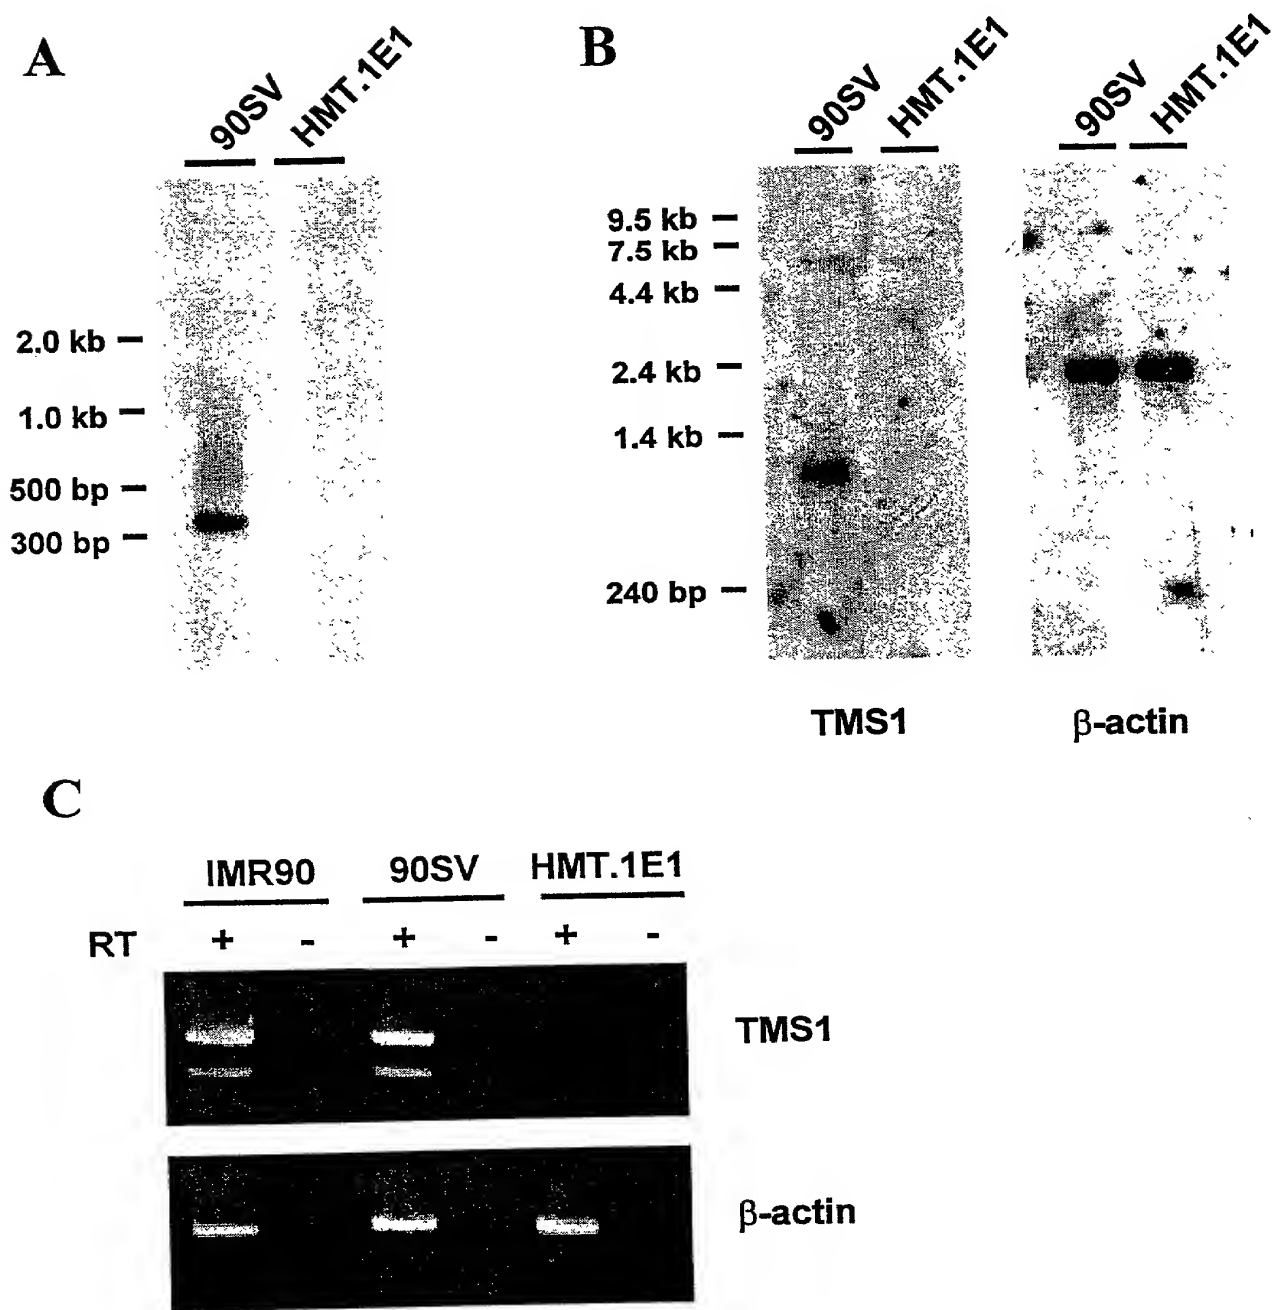 A
90SV
HMT.1E1
2.0 kb
1.0 kb
500 bp
300 bp
B
90SV
HMT.1E1
90SV
HMT.1E1
9.5 kb
7.5 kb
4.4 kb
2.4 kb
1.4 kb
240 bp
TMS1
β-actin
C
IMR90 90SV HMT.1E1
RT + - + - + -
TMS1
β-actin